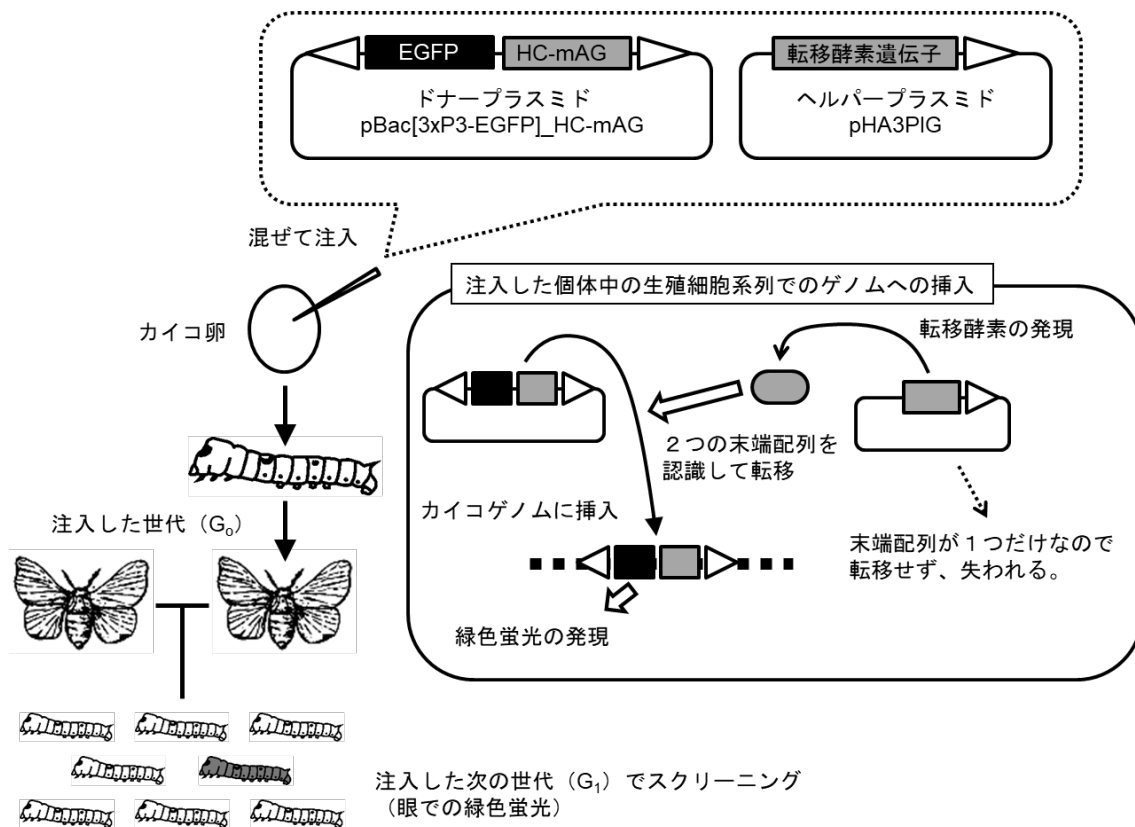 EGFP
HC-mAG
ドナープラスミド
pBac[3xP3-EGFP]_HC-mAG
転移酵素遺伝子
ヘルパープラスミド
pHA3PIG
混ぜて注入
カイコ卵
注入した世代（G₀）
注入した個体中の生殖細胞系列でのゲノムへの挿入
転移酵素の発現
２つの末端配列を
認識して転移
カイコゲノムに挿入
末端配列が１つだけなので
転移せず、失われる。
緑色蛍光の発現
注入した次の世代（G₁）でスクリーニング
（眼での緑色蛍光）